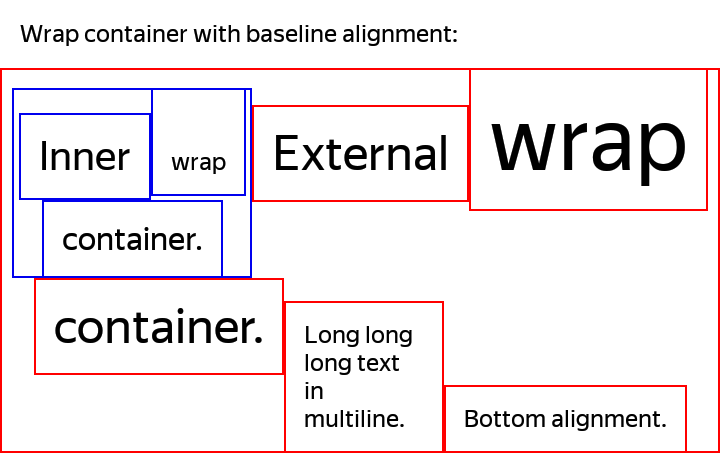 Wrap container with baseline alignment:
Inner wrap External wrap
container.
container.
Long long
long text
in
multiline.
Bottom alignment.